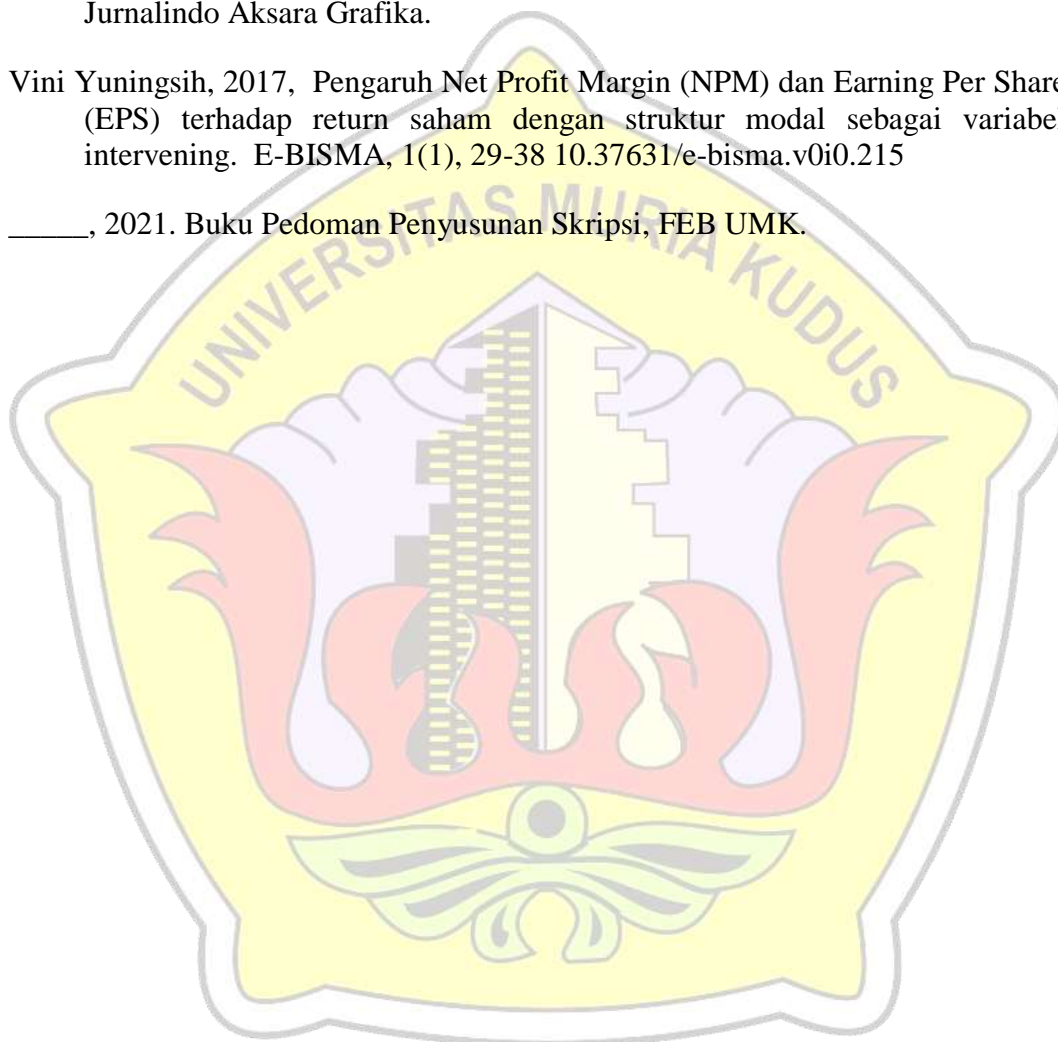 Jurnalindo Aksara Grafika.
Vini Yuningsih, 2017, Pengaruh Net Profit Margin (NPM) dan Earning Per Share
(EPS) terhadap return saham dengan struktur modal sebagai variabel
intervening. E-BISMA, 1(1), 29-38 10.37631/e-bisma.v0i0.215
_____, 2021. Buku Pedoman Penyusunan Skripsi, FEB UMK.
UNIVERSITAS MURIA KUDUS